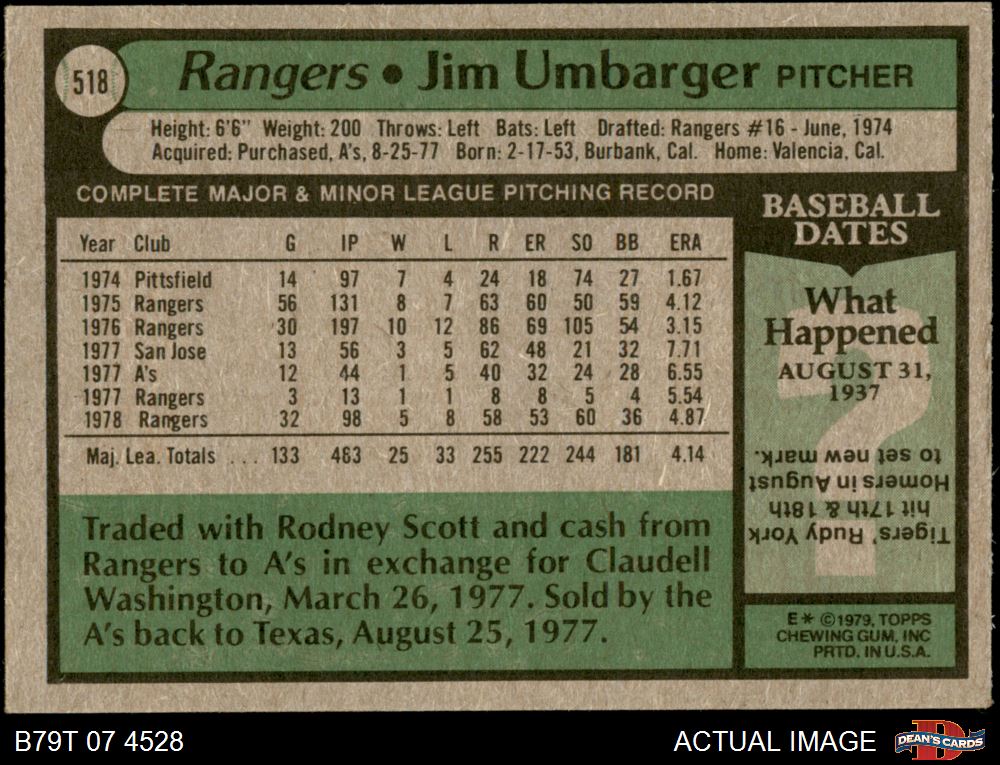 518
Rangers • Jim Umbarger PITCHER
Height: 6'6" Weight: 200 Throws: Left Bats: Left Drafted: Rangers #16 - June, 1974
Acquired: Purchased, A's, 8-25-77 Born: 2-17-53, Burbank, Cal. Home: Valencia, Cal.
COMPLETE MAJOR & MINOR LEAGUE PITCHING RECORD
Year Club G IP W L R ER SO BB ERA
1974 Pittsfield 14 97 7 4 24 18 74 27 1.67
1975 Rangers 56 131 8 7 63 60 50 59 4.12
1976 Rangers 30 197 10 12 86 69 105 54 3.15
1977 San Jose 13 56 3 5 62 48 21 32 7.71
1977 A's 12 44 1 5 40 32 24 28 6.55
1977 Rangers 3 13 1 1 8 8 5 4 5.54
1978 Rangers 32 98 5 8 58 53 60 36 4.87
Maj. Lea. Totals ... 133 483 25 33 255 222 244 181 4.14
Traded with Rodney Scott and cash from
Rangers to A's in exchange for Claudell
Washington, March 26, 1977. Sold by the
A's back to Texas, August 25, 1977.
BASEBALL
DATES
What
Happened
AUGUST 31,
1937
Tigers' Rudy York
hit 17th & 18th
Homers in August
to set new mark.
E* ©1979, TOPPS
CHEWING GUM, INC
PRTD. IN U.S.A.
B79T 07 4528
ACTUAL IMAGE
DEAN'S CARDS